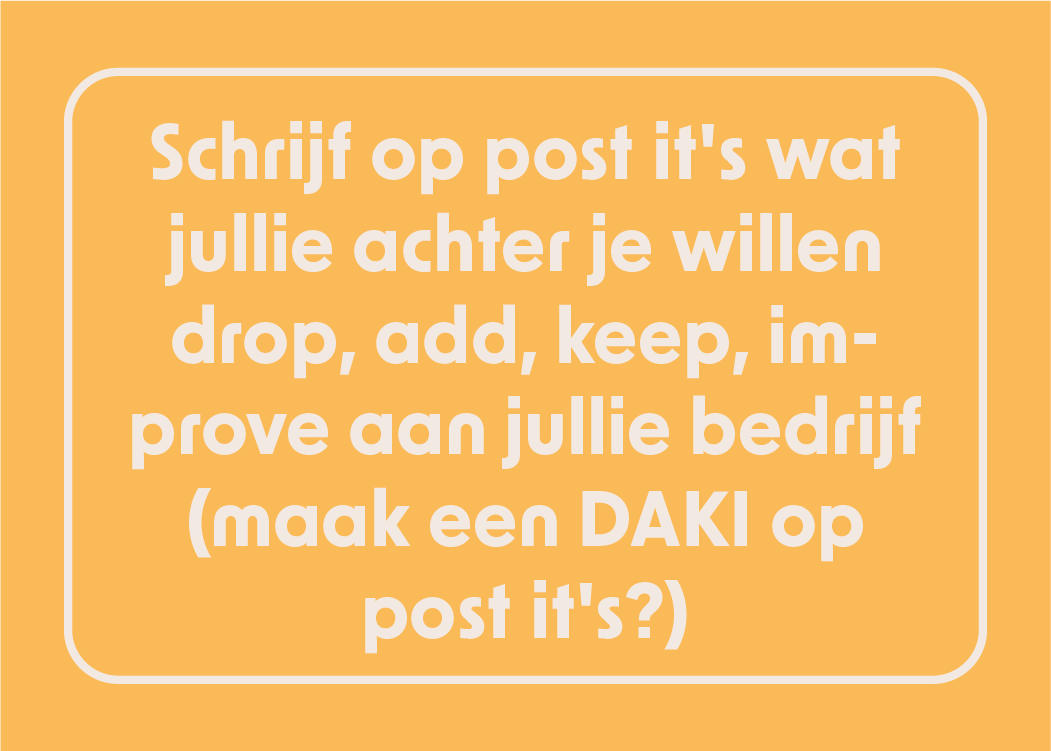 Schrijf op post it's wat
jullie achter je willen
drop, add, keep, im-
prove aan jullie bedrijf
(maak een DAKI op
post it's?)